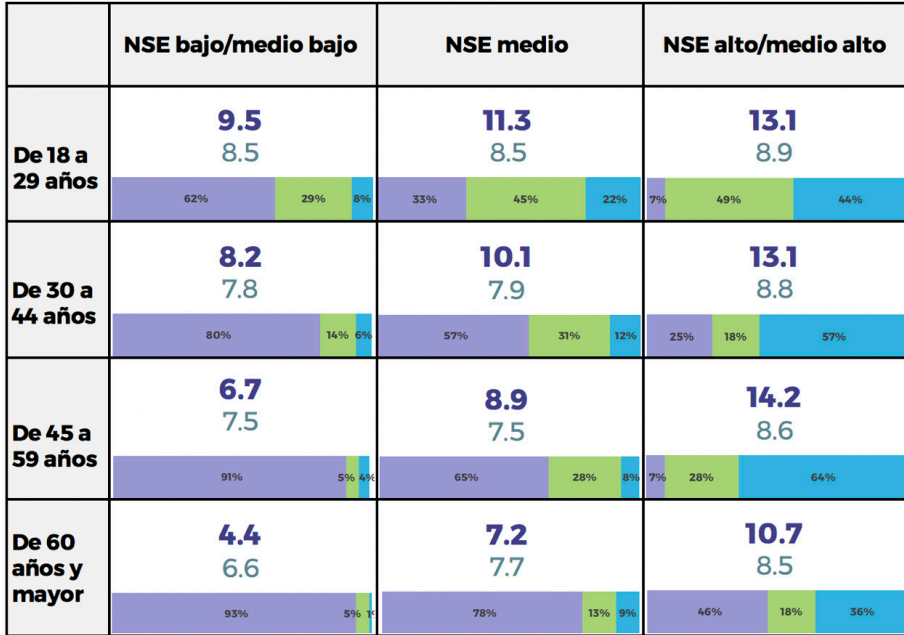 NSE bajo/medio bajo NSE medio NSE alto/medio alto
De 18 a
29 años
9.5 11.3 13.1
8.5 8.5 8.9
62% 29% 8% 33% 45% 22% 7% 49% 44%
De 30 a
44 años
8.2 10.1 13.1
7.8 7.9 8.8
80% 14% 6% 57% 31% 12% 25% 18% 57%
De 45 a
59 años
6.7 8.9 14.2
7.5 7.5 8.6
91% 5% 4% 65% 28% 8% 7% 28% 64%
De 60
años y
mayor
4.4 7.2 10.7
6.6 7.7 8.5
93% 5% 78% 13% 9% 46% 18% 36%